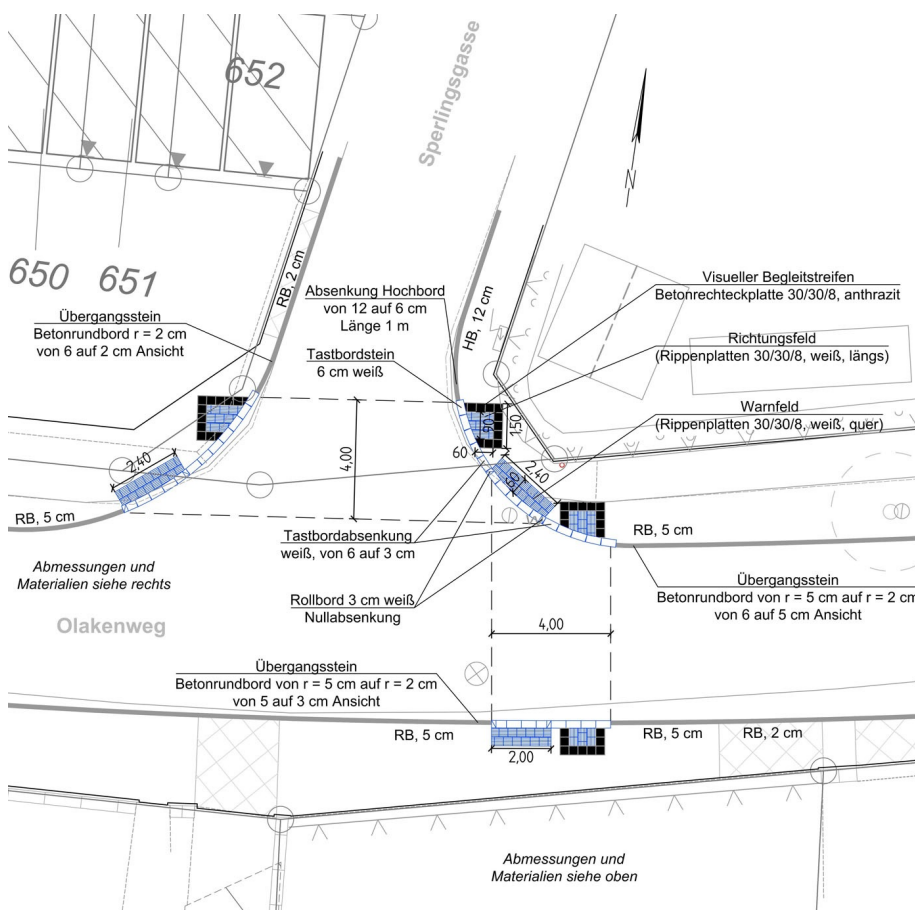 652
Sperlingsgasse
N
650 651
RB, 2 cm
Absenkung Hochbord
von 12 auf 6 cm
Länge 1 m
HB, 12 cm
Visueller Begleitstreifen
Betonrechteckplatte 30/30/8, anthrazit
Übergangsstein
Betonrundbord r = 2 cm
von 6 auf 2 cm Ansicht
Tastbordstein
6 cm weiß
Richtungsfeld
(Rippenplatten 30/30/8, weiß, längs)
Warnfeld
(Rippenplatten 30/30/8, weiß, quer)
90
1,50
60
2,40
4,00
2,40
RB, 5 cm
Tastbordabsenkung
weiß, von 6 auf 3 cm
RB, 5 cm
Abmessungen und
Materialien siehe rechts
Übergangsstein
Betonrundbord von r = 5 cm auf r = 2 cm
von 6 auf 5 cm Ansicht
Rollbord 3 cm weiß
Nullabsenkung
Olakenweg
4,00
Übergangsstein
Betonrundbord von r = 5 cm auf r = 2 cm
von 5 auf 3 cm Ansicht
RB, 5 cm
RB, 5 cm
RB, 2 cm
2,00
Abmessungen und
Materialien siehe oben